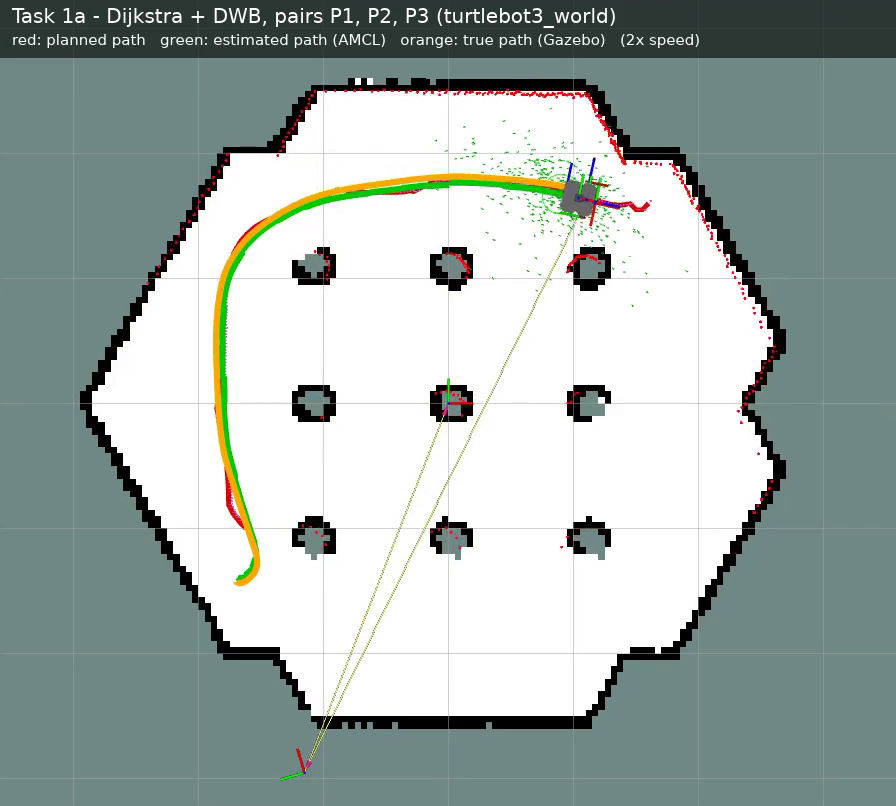 Task 1a - Dijkstra + DWB, pairs P1, P2, P3 (turtlebot3_world)
red: planned path   green: estimated path (AMCL)   orange: true path (Gazebo)   (2x speed)